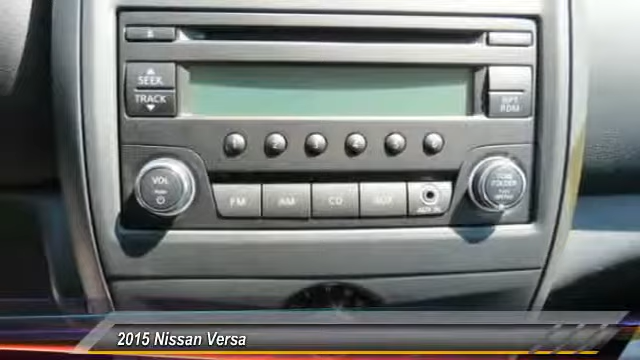 SEEK
TRACK
RPT
RDM
1 2 3 4 5 6
VOL
FM AM CD AUX
AUX IN
FOLDER
2015 Nissan Versa